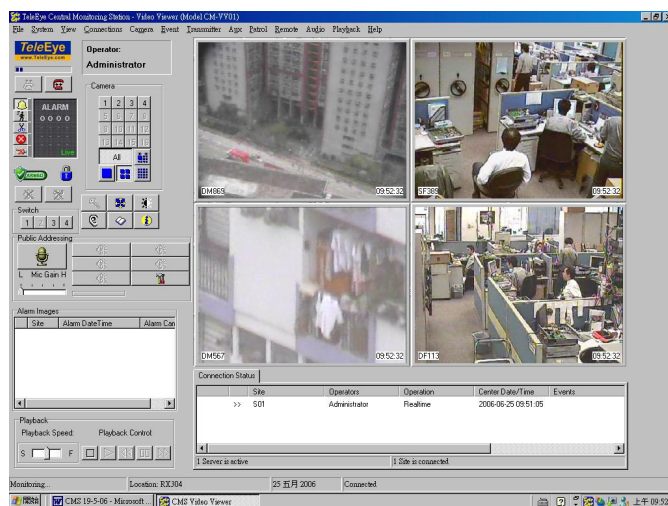 TeleEye Central Monitoring Station - Video Viewer (Model CM-VV01)
File System View Connections Camera Event Transmitter Aux Patrol Remote Audio Playback Help
TeleEye
www.TeleEye.com
Operator:
Administrator
ALARM
0 0 0 0
Live
ARMED
Camera
1 2 3 4
5 6 7 8
9 10 11 12
13 14 15 16
All
Switch
1 2 3 4
Public Addressing
L Mic Gain H
Alarm Images
Site Alarm DateTime Alarm Can
Playback
Playback Speed: Playback Control:
S F
DM869 09:52:32
SF389 09:52:32
DM567 09:52:32
DF113 09:52:32
Connection Status
Site Operators Operation Center Date/Time Events
>> S01 Administrator Realtime 2006-06-25 09:51:05
1 Server is active 1 Site is connected
Monitoring... Location: RX304 25 五月 2006 Connected
開始 CMS 19-5-06 - Microsoft ... CMS Video Viewer 上午 09:52